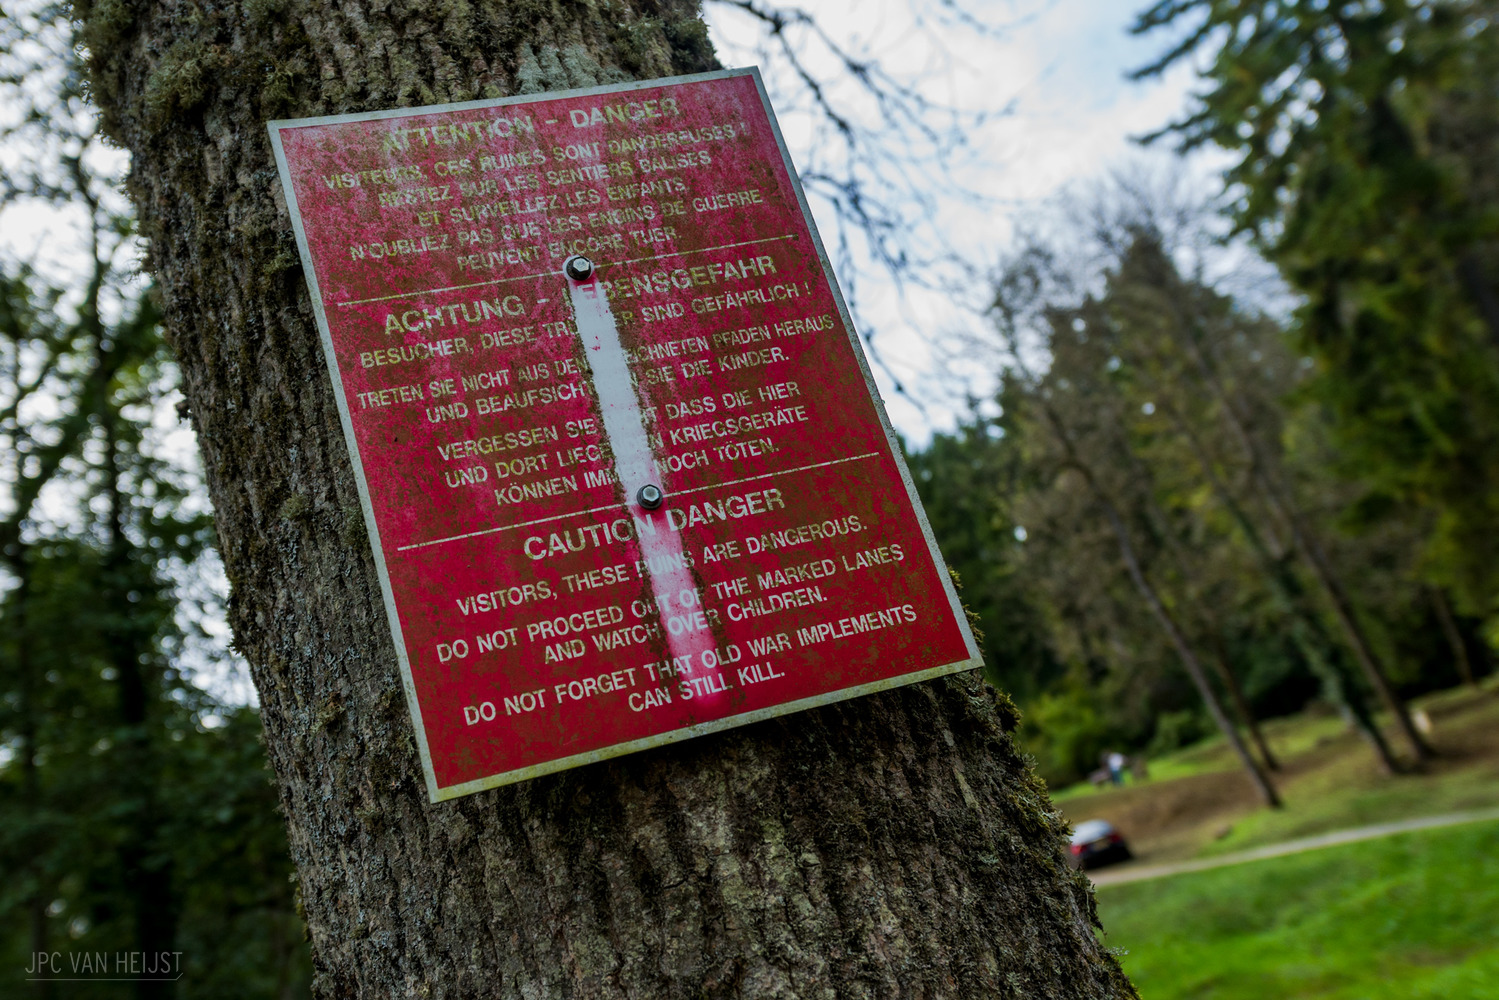 ATTENTION - DANGER
VISITEURS, CES RUINES SONT DANGEREUSES !
RESTEZ SUR LES SENTIERS BALISES
ET SURVEILLEZ LES ENFANTS
N'OUBLIEZ PAS QUE LES ENGINS DE GUERRE
PEUVENT ENCORE TUER.
ACHTUNG - LEBENSGEFAHR
BESUCHER, DIESE SIND GEFÄHRLICH !
TRETEN SIE NICHT AUS DEN PFADEN HERAUS
UND SIE DIE KINDER.
VERGESSEN SIE DASS DIE HIER
UND DORT KRIEGSGERÄTE
KÖNNEN NOCH TÖTEN.
CAUTION DANGER
VISITORS, THESE RUINS ARE DANGEROUS.
DO NOT PROCEED OUT OF THE MARKED LANES
AND WATCH OVER CHILDREN.
DO NOT FORGET THAT OLD WAR IMPLEMENTS
CAN STILL KILL.
JPC VAN HEIJST